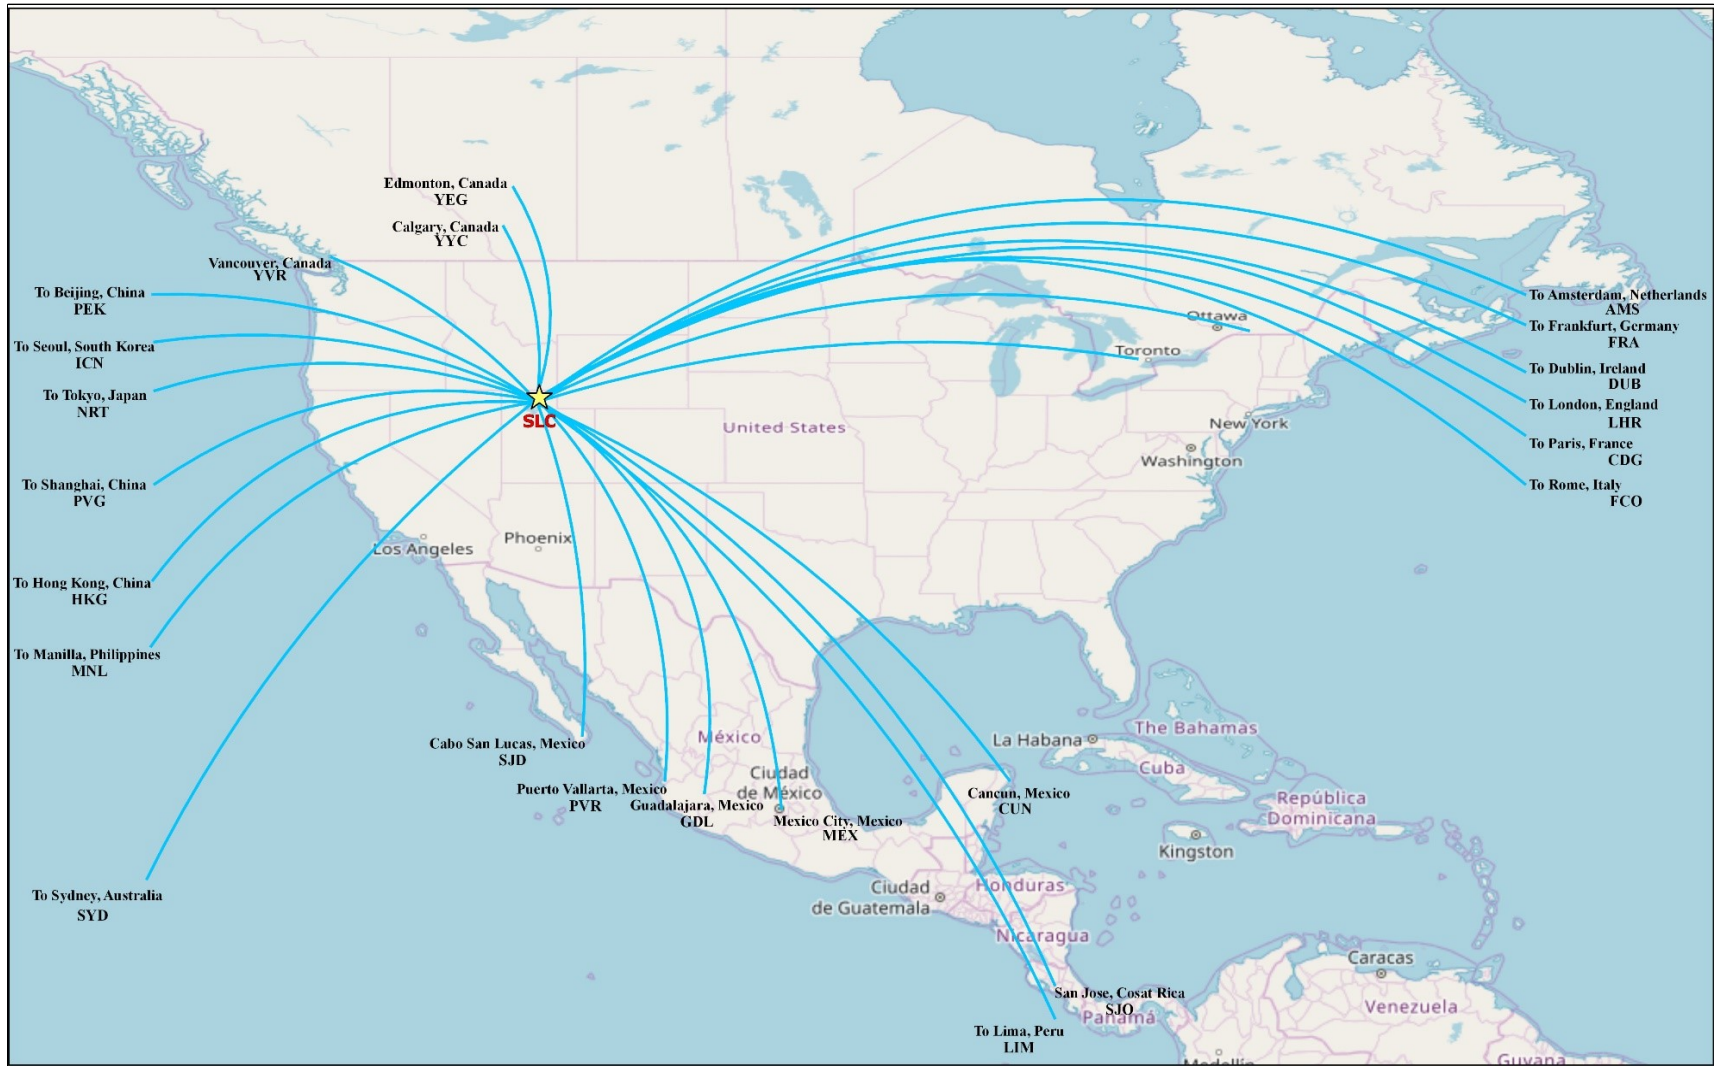 Edmonton, Canada
YEG
Calgary, Canada
YYC
Vancouver, Canada
YVR
To Beijing, China
PEK
To Seoul, South Korea
ICN
To Tokyo, Japan
NRT
To Shanghai, China
PVG
To Hong Kong, China
HKG
To Manilla, Philippines
MNL
To Sydney, Australia
SYD
SLC
United States
Ottawa
Toronto
New York
Washington
Los Angeles
Phoenix
To Amsterdam, Netherlands
AMS
To Frankfurt, Germany
FRA
To Dublin, Ireland
DUB
To London, England
LHR
To Paris, France
CDG
To Rome, Italy
FCO
Cabo San Lucas, Mexico
SJD
Puerto Vallarta, Mexico
PVR
Guadalajara, Mexico
GDL
México
Ciudad
de México
Mexico City, Mexico
MEX
Cancun, Mexico
CUN
La Habana
The Bahamas
Cuba
República
Dominicana
Kingston
Ciudad
de Guatemala
Honduras
Nicaragua
San Jose, Cosat Rica
SJO
Panamá
To Lima, Peru
LIM
Caracas
Venezuela
Medellín
Guyana